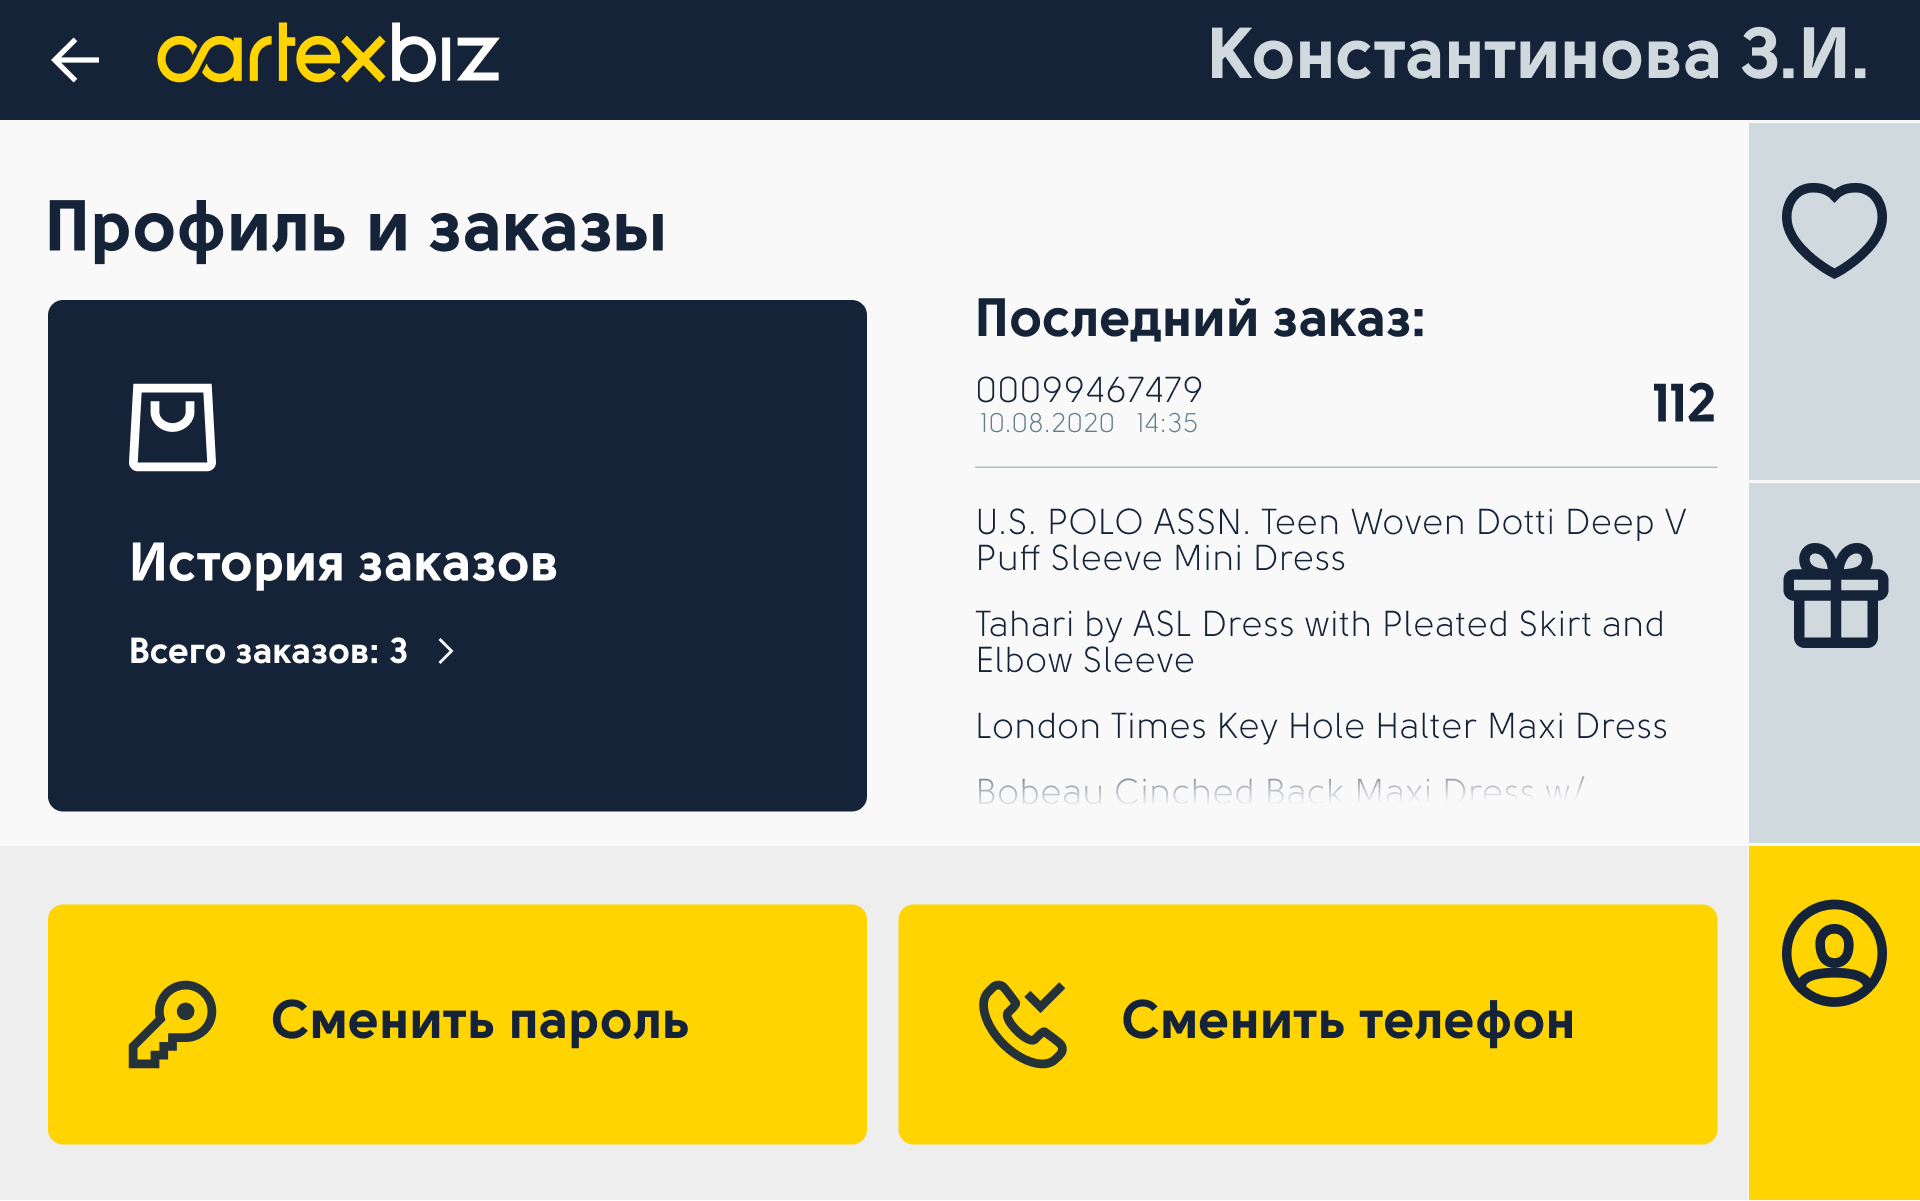 cartexbiz
Константинова З.И.
Профиль и заказы
История заказов
Всего заказов: 3
Последний заказ:
00099467479
112
10.08.2020 14:35
U.S. POLO ASSN. Teen Woven Dotti Deep V
Puff Sleeve Mini Dress
Tahari by ASL Dress with Pleated Skirt and
Elbow Sleeve
London Times Key Hole Halter Maxi Dress
Bobeau Cinched Back Maxi Dress w/
Сменить пароль
Сменить телефон